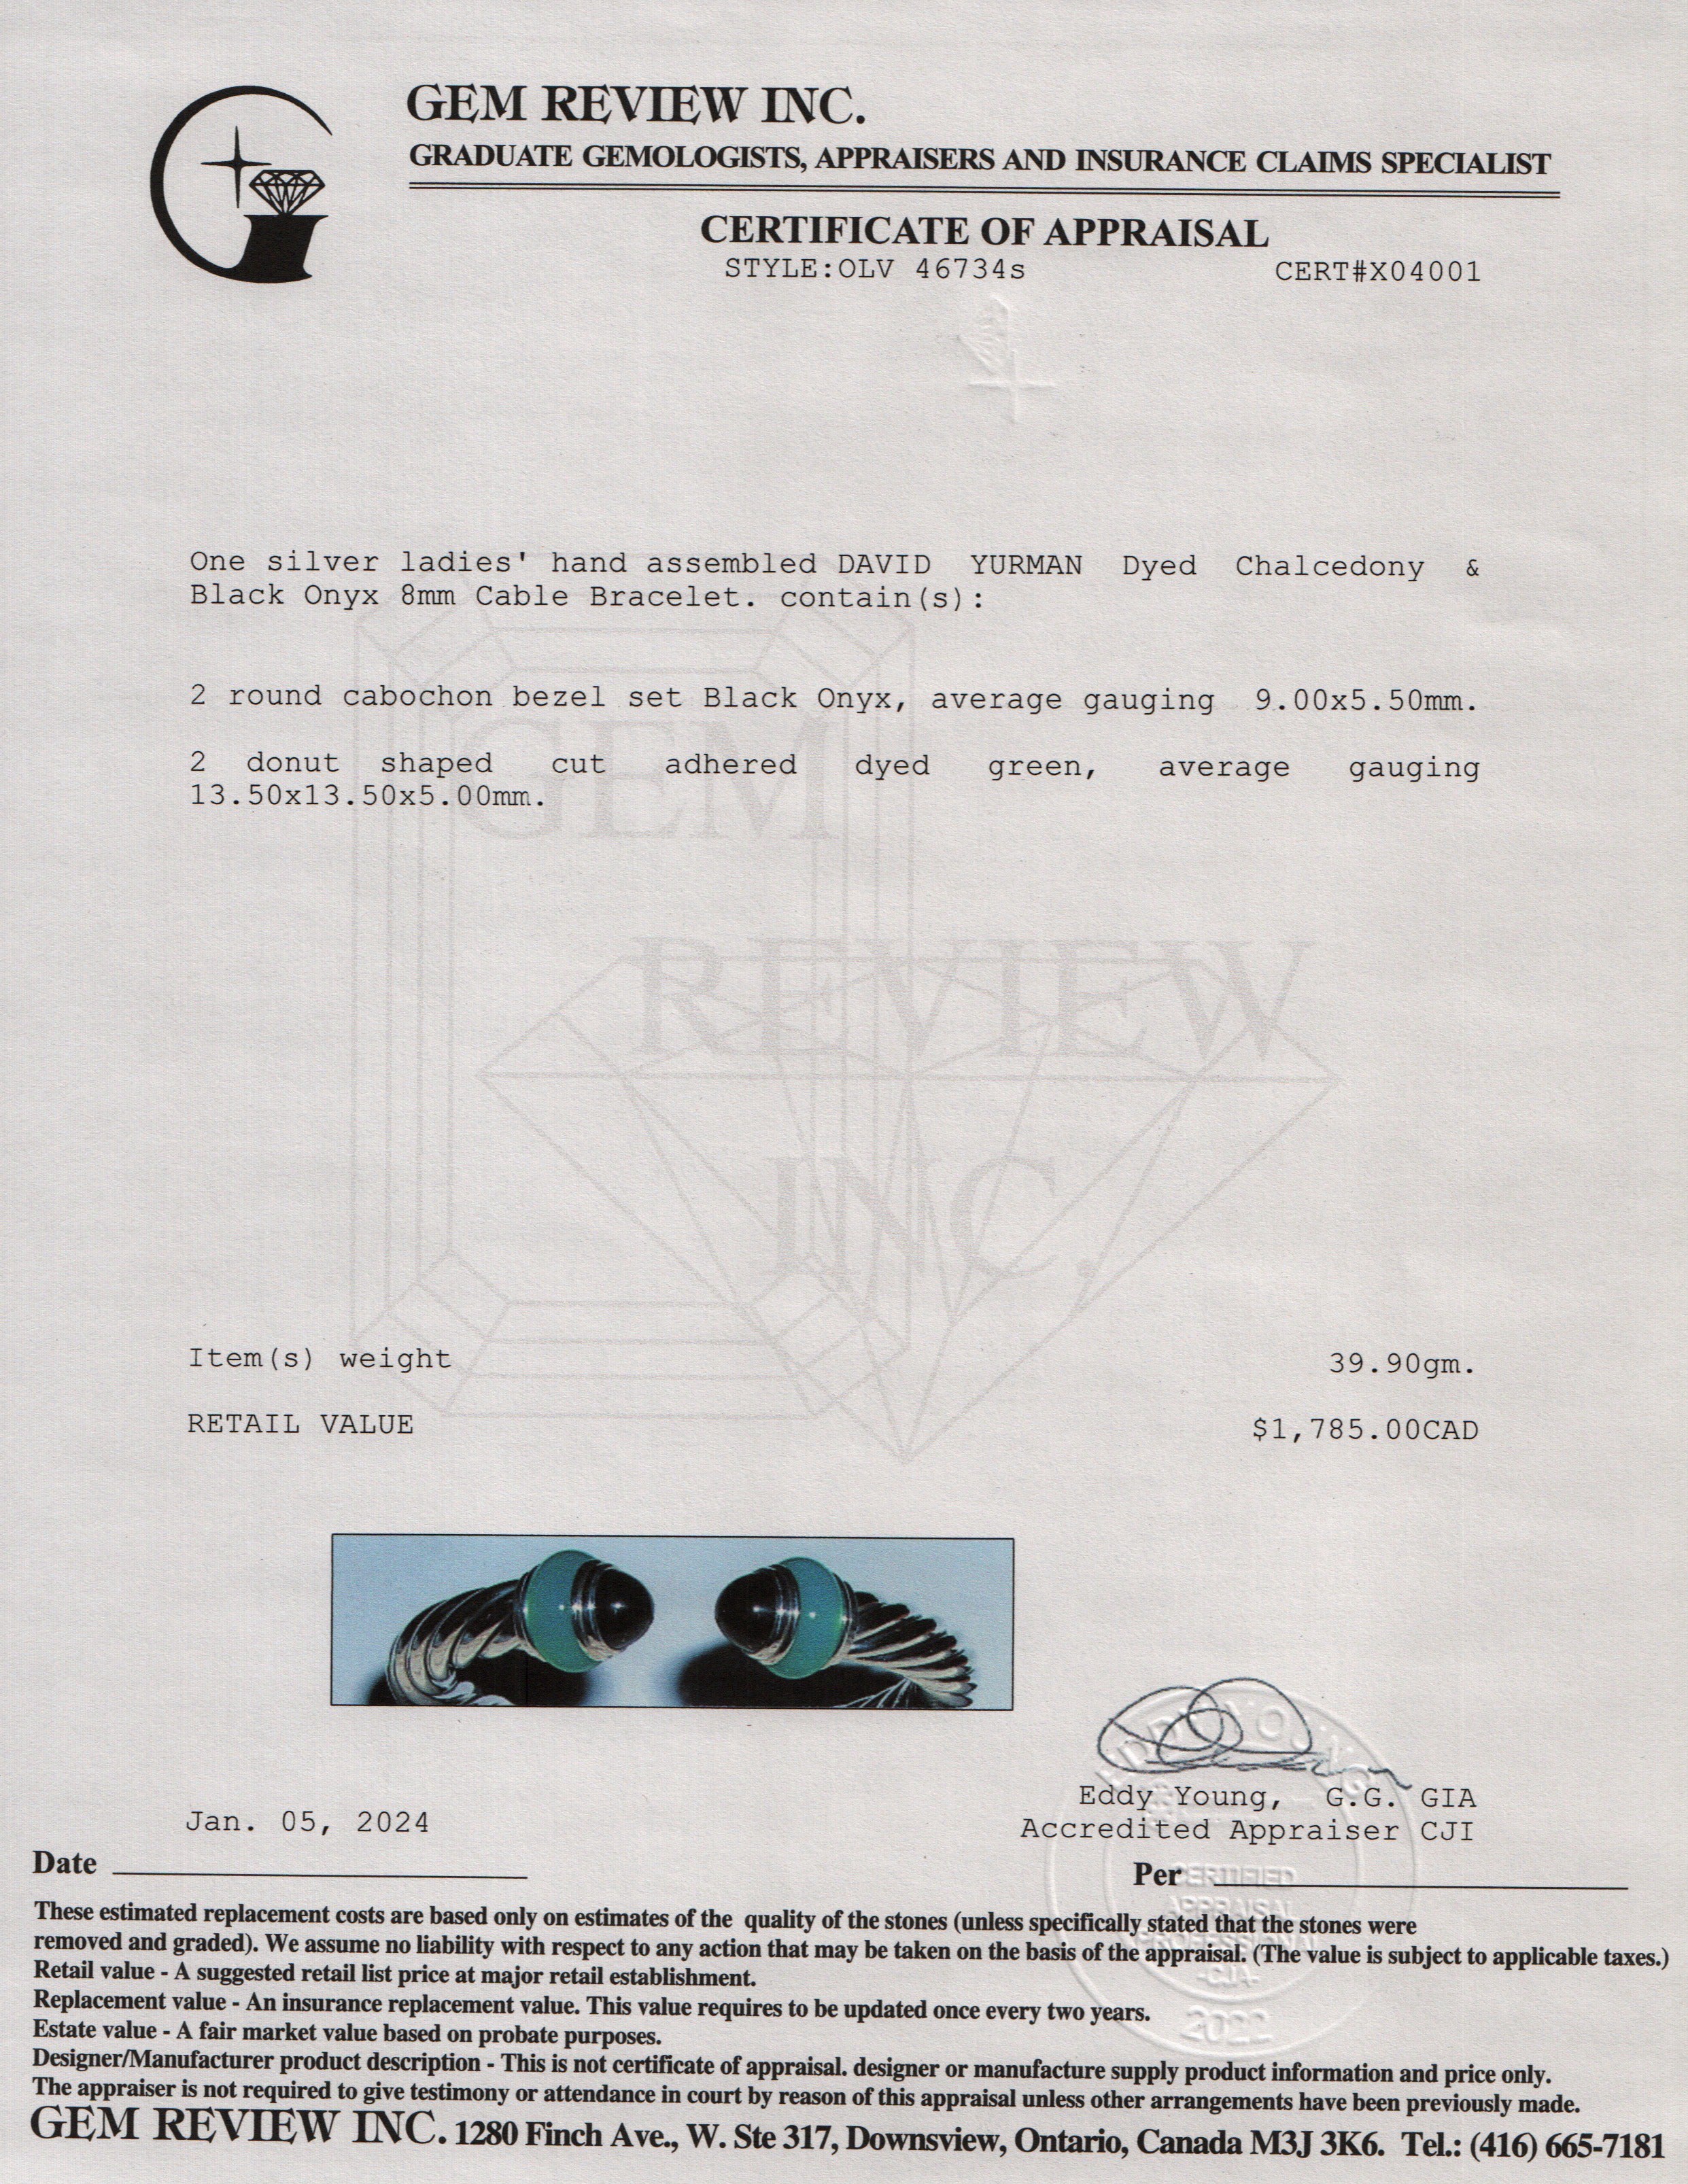 GEM REVIEW INC.
GRADUATE GEMOLOGISTS, APPRAISERS AND INSURANCE CLAIMS SPECIALIST
CERTIFICATE OF APPRAISAL
STYLE:OLV 46734s CERT#X04001
One silver ladies' hand assembled DAVID YURMAN Dyed Chalcedony &
Black Onyx 8mm Cable Bracelet. contain(s):
2 round cabochon bezel set Black Onyx, average gauging 9.00x5.50mm.
2 donut shaped cut adhered dyed green, average gauging
13.50x13.50x5.00mm.
GEM
REVIEW
INC.
Item(s) weight 39.90gm.
RETAIL VALUE $1,785.00CAD
EDDY YOUNG
Eddy Young, G.G. GIA
Jan. 05, 2024 Accredited Appraiser CJI
Date Per
CERTIFIED
APPRAISAL
PROFESSIONAL
2022
These estimated replacement costs are based only on estimates of the quality of the stones (unless specifically stated that the stones were
removed and graded). We assume no liability with respect to any action that may be taken on the basis of the appraisal. (The value is subject to applicable taxes.)
Retail value - A suggested retail list price at major retail establishment.
Replacement value - An insurance replacement value. This value requires to be updated once every two years.
Estate value - A fair market value based on probate purposes.
Designer/Manufacturer product description - This is not certificate of appraisal. designer or manufacture supply product information and price only.
The appraiser is not required to give testimony or attendance in court by reason of this appraisal unless other arrangements have been previously made.
GEM REVIEW INC. 1280 Finch Ave., W. Ste 317, Downsview, Ontario, Canada M3J 3K6. Tel.: (416) 665-7181